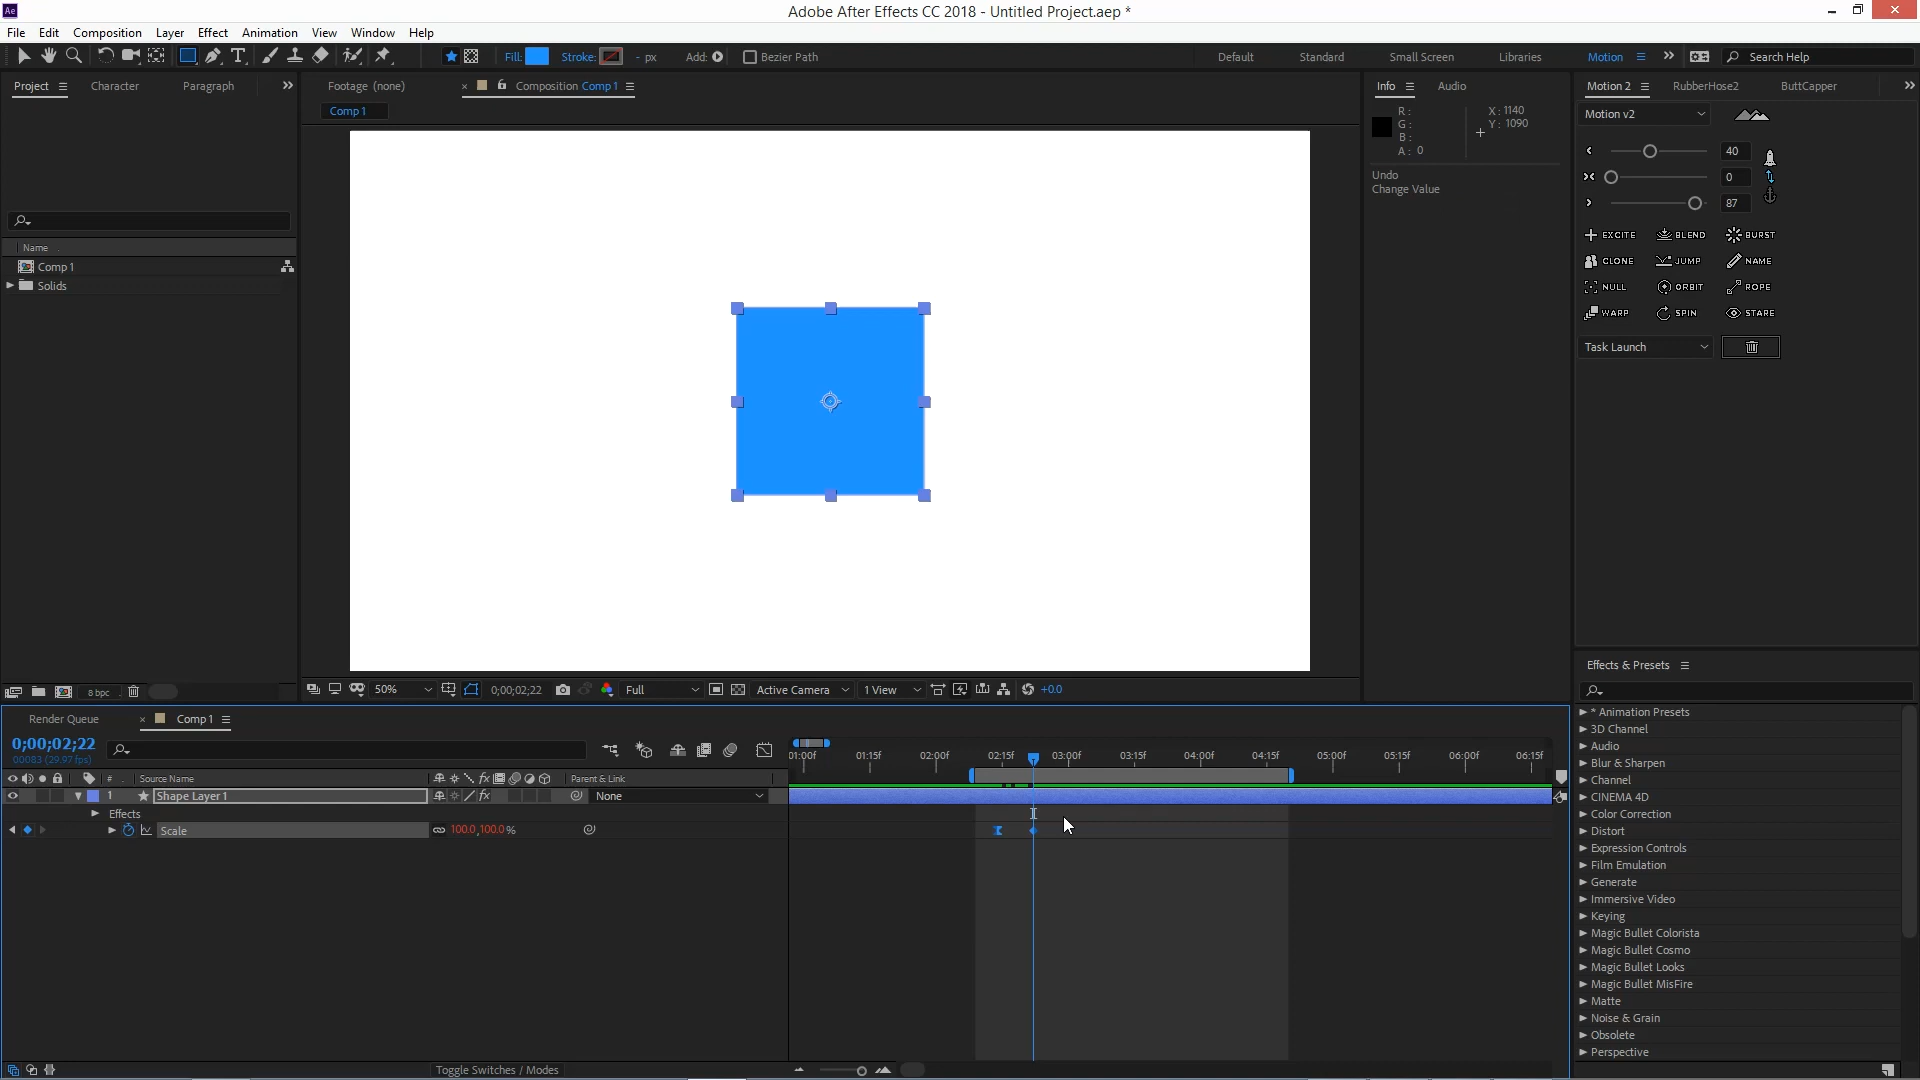 Adobe After Effects CC 2018 - Untitled Project.aep *
File Edit Composition Layer Effect Animation View Window Help
Fill: Stroke: - px Add: Bezier Path Default Standard Small Screen Libraries Motion Search Help
Project Character Paragraph
Footage (none) Composition Comp 1
Comp 1
Name
Comp 1
Solids
8 bpc
50% 0;00;02;22 Full Active Camera 1 View +0.0
Info Audio
R: X: 1140
G: Y: 1090
B:
A: 0
Undo
Change Value
Motion 2 RubberHose2 ButtCapper
Motion v2
40
0
87
EXCITE BLEND BURST
CLONE JUMP NAME
NULL ORBIT ROPE
WARP SPIN STARE
Task Launch
Effects & Presets
* Animation Presets
3D Channel
Audio
Blur & Sharpen
Channel
CINEMA 4D
Color Correction
Distort
Expression Controls
Film Emulation
Generate
Immersive Video
Keying
Magic Bullet Colorista
Magic Bullet Cosmo
Magic Bullet Looks
Magic Bullet MisFire
Matte
Noise & Grain
Obsolete
Perspective
Render Queue Comp 1
0;00;02;22
00083 (29.97 fps)
01:00f 01:15f 02:00f 02:15f 03:00f 03:15f 04:00f 04:15f 05:00f 05:15f 06:00f 06:15f
# Source Name Parent & Link
1 Shape Layer 1 None
Effects
Scale 100.0,100.0%
Toggle Switches / Modes